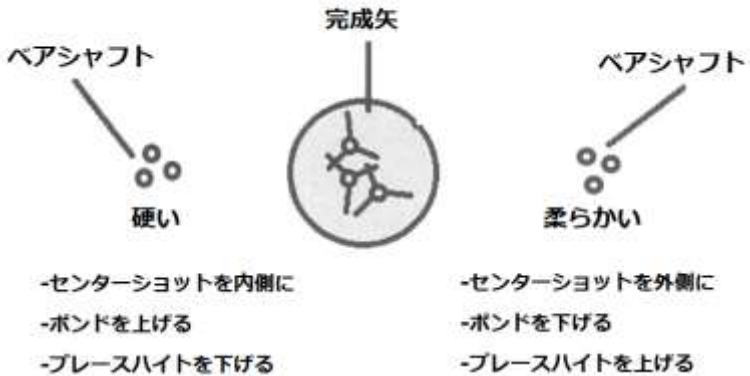 完成矢
ベアシャフト
ベアシャフト
硬い
柔らかい
-センターショットを内側に
-ポンドを上げる
-ブレースハイトを下げる
-センターショットを外側に
-ポンドを下げる
-ブレースハイトを上げる